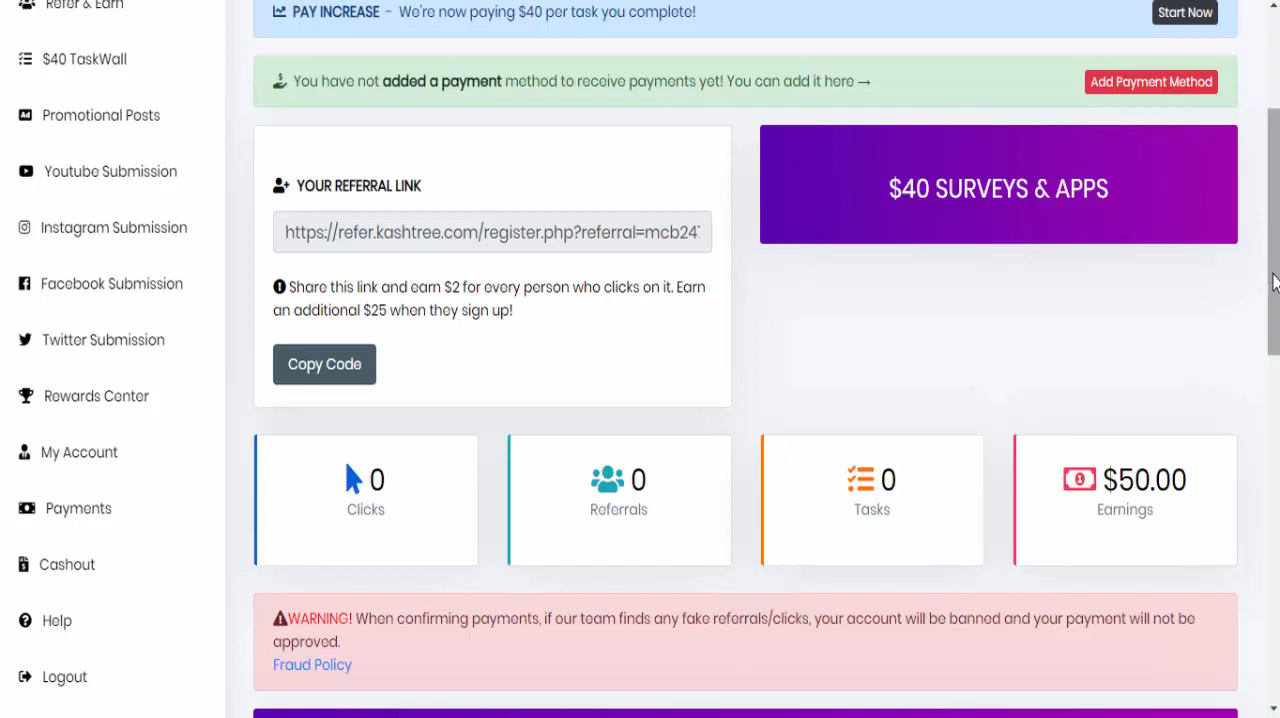 Refer & Earn
$40 TaskWall
Promotional Posts
Youtube Submission
Instagram Submission
Facebook Submission
Twitter Submission
Rewards Center
My Account
Payments
Cashout
Help
Logout
PAY INCREASE - We're now paying $40 per task you complete!
Start Now
You have not added a payment method to receive payments yet! You can add it here →
Add Payment Method
YOUR REFERRAL LINK
https://refer.kashtree.com/register.php?referral=mcb24
Share this link and earn $2 for every person who clicks on it. Earn
an additional $25 when they sign up!
Copy Code
$40 SURVEYS & APPS
0
Clicks
0
Referrals
0
Tasks
$50.00
Earnings
WARNING! When confirming payments, if our team finds any fake referrals/clicks, your account will be banned and your payment will not be
approved.
Fraud Policy